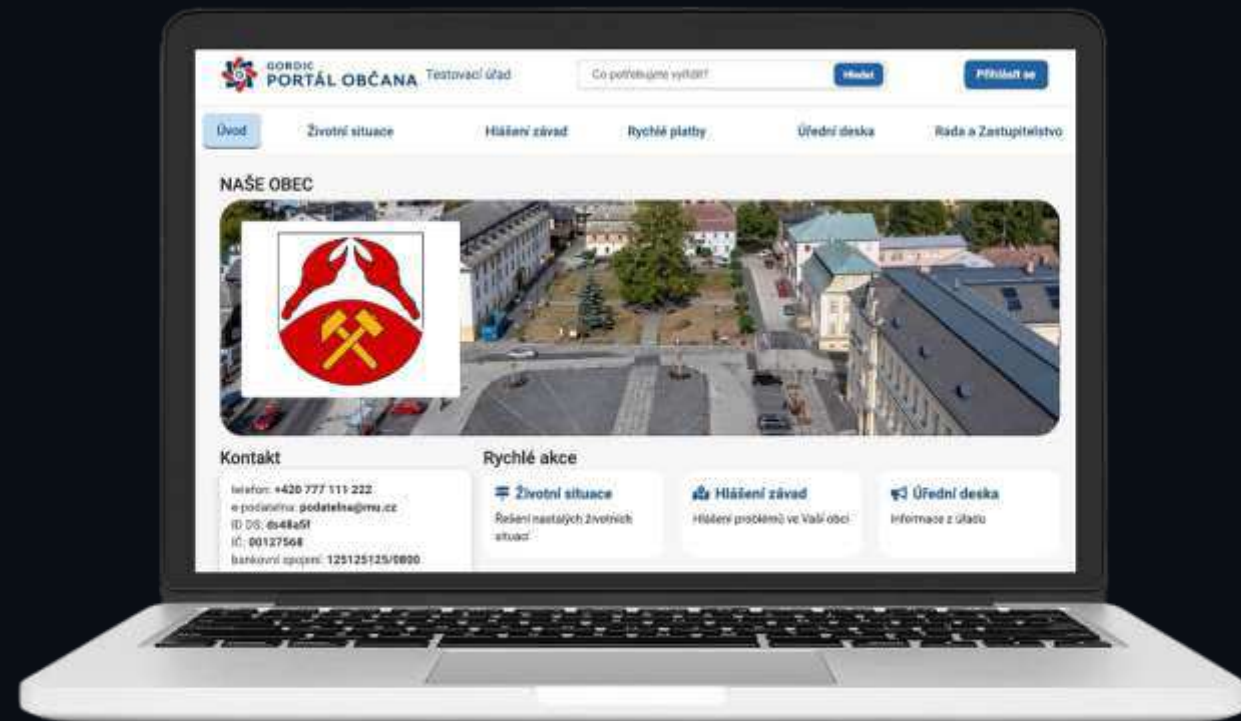 GORDIC
PORTÁL OBČANA Testovací úřad
Co potřebujete vyřídit?
Hledat
Přihlásit se
Úvod
Životní situace
Hlášení závad
Rychlé platby
Úřední deska
Rada a Zastupitelstvo
NAŠE OBEC
Kontakt
telefon: +420 777 111 222
e-podatelna: podatelna@mu.cz
ID DS: ds48a5f
IČ: 00127568
bankovní spojení: 125125125/0800
Rychlé akce
Životní situace
Řešení nastalých životních
situací
Hlášení závad
Hlášení problémů ve Vaší obci
Úřední deska
Informace z úřadu